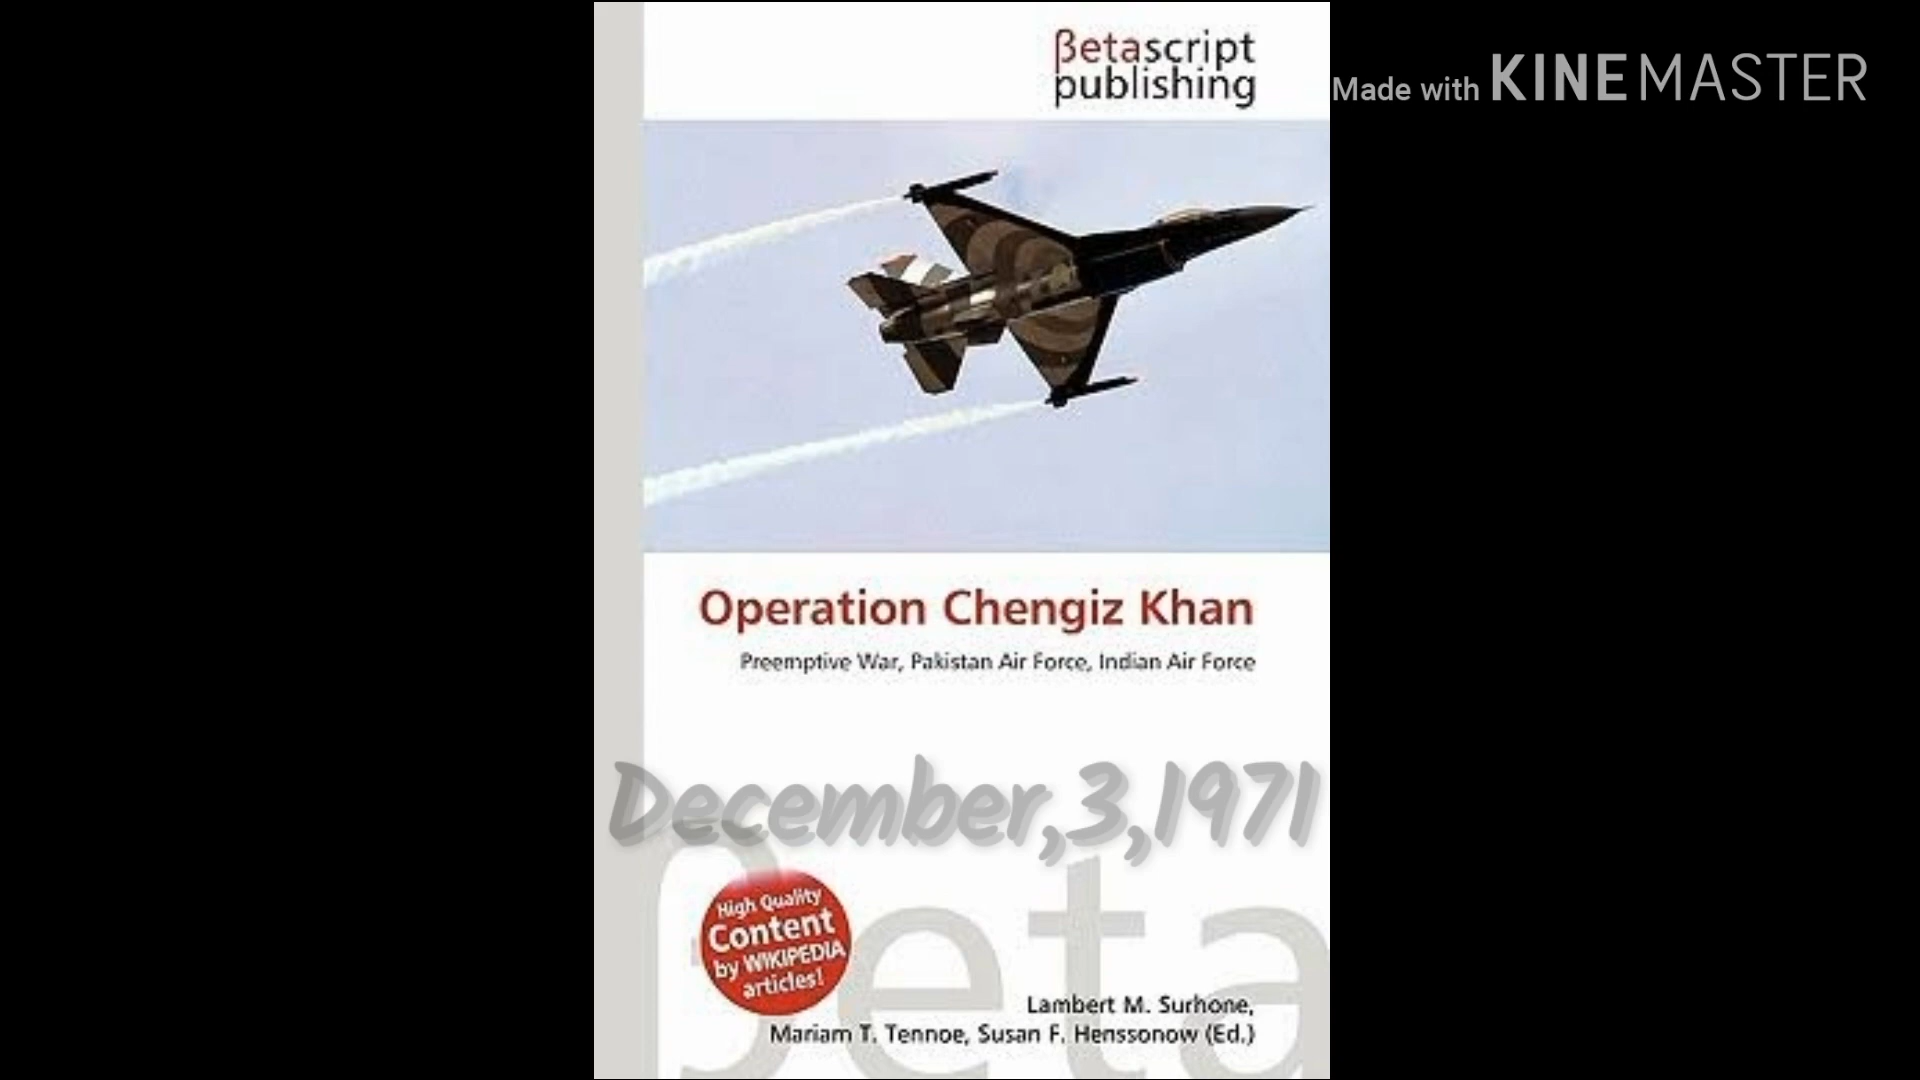 βetascript
publishing
Made with KINEMASTER
Operation Chengiz Khan
Preemptive War, Pakistan Air Force, Indian Air Force
December,3,1971
βeta
High Quality
Content
by WIKIPEDIA
articles!
Lambert M. Surhone,
Mariam T. Tennoe, Susan F. Henssonow (Ed.)